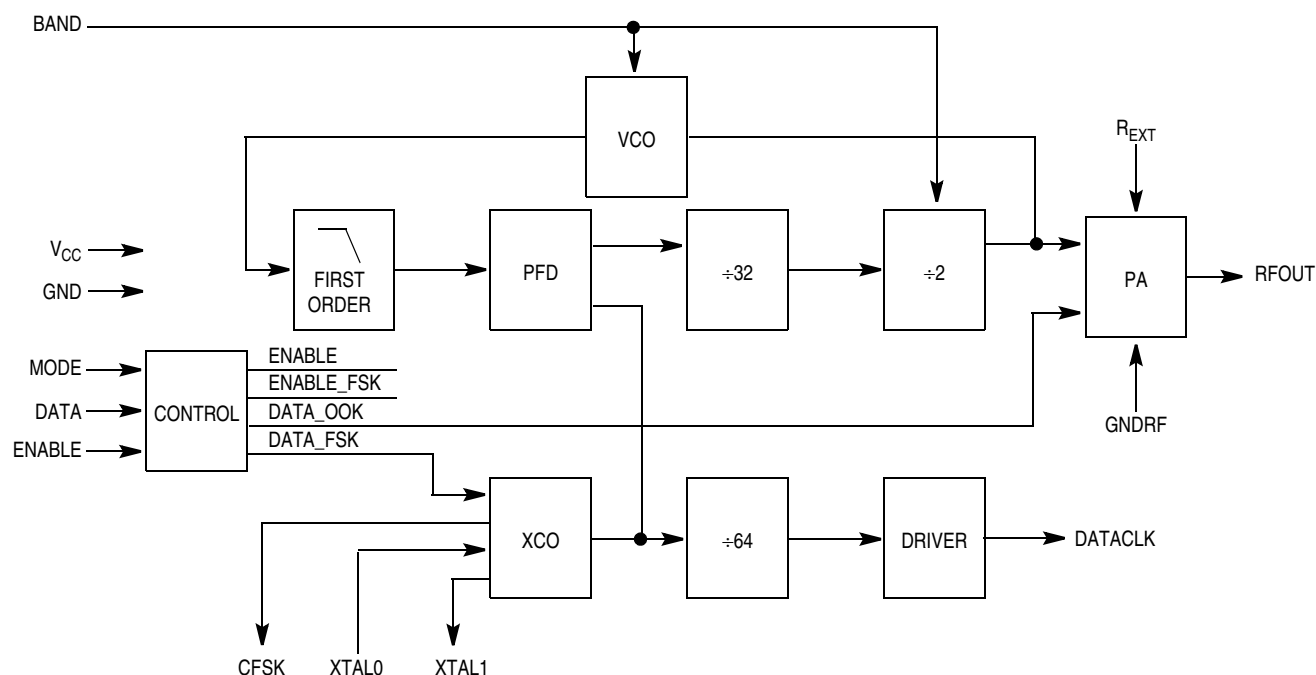 BAND
VCO
R_EXT
V_CC
GND
FIRST
ORDER
PFD
÷32
÷2
PA
RFOUT
MODE
DATA
ENABLE
CONTROL
ENABLE
ENABLE_FSK
DATA_OOK
DATA_FSK
GNDRF
XCO
÷64
DRIVER
DATACLK
CFSK
XTAL0
XTAL1